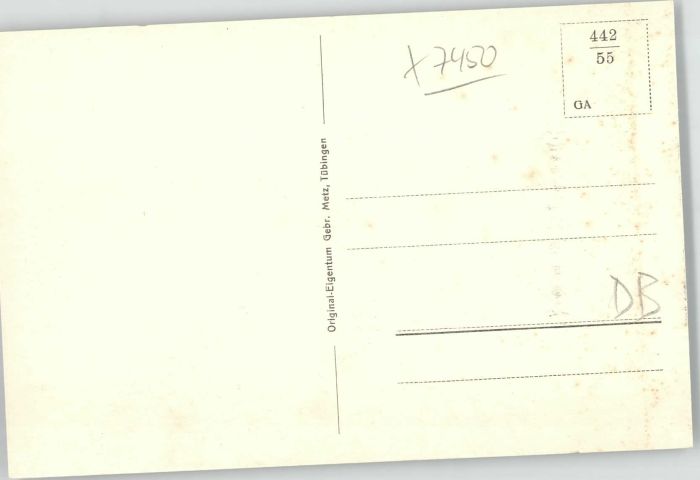 X 7450
442
55
GA
Original-Eigentum Gebr. Metz, Tübingen
DB